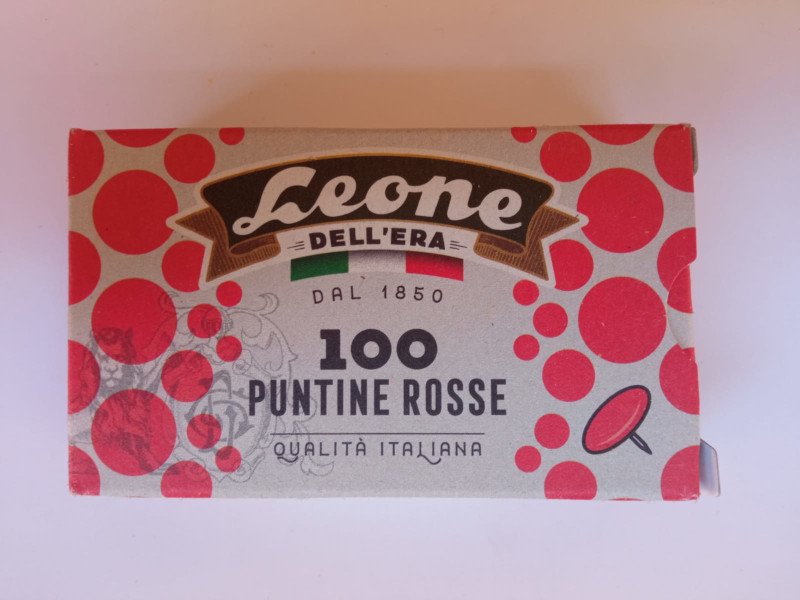 Leone
DELL'ERA
DAL 1850
100
PUNTINE ROSSE
QUALITÀ ITALIANA